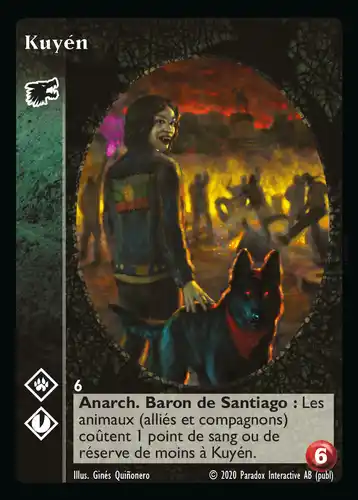 Kuyén
6
Anarch. Baron de Santiago : Les
animaux (alliés et compagnons)
coûtent 1 point de sang ou de
réserve de moins à Kuyén.
6
Illus. Ginés Quiñonero © 2020 Paradox Interactive AB (publ)